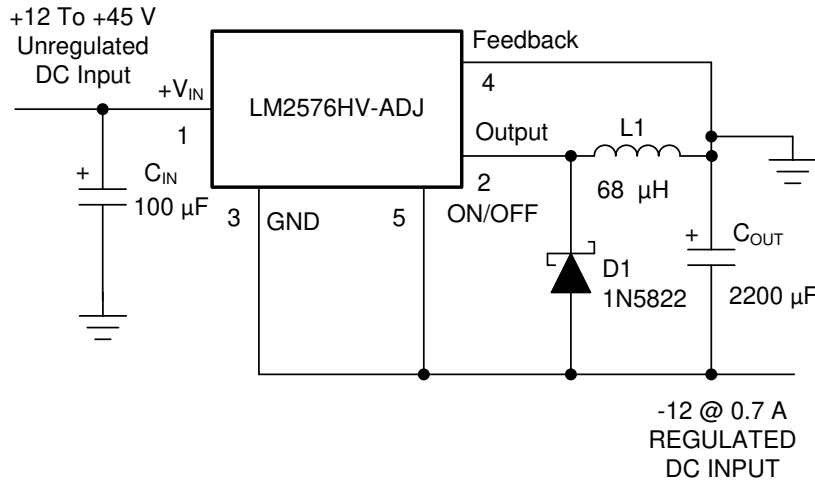 +12 To +45 V
Unregulated
DC Input
+VIN
1
LM2576HV-ADJ
Feedback
4
Output
2
ON/OFF
L1
68 µH
CIN
100 µF
+
3
GND
5
D1
1N5822
+
COUT
2200 µF
-12 @ 0.7 A
REGULATED
DC INPUT